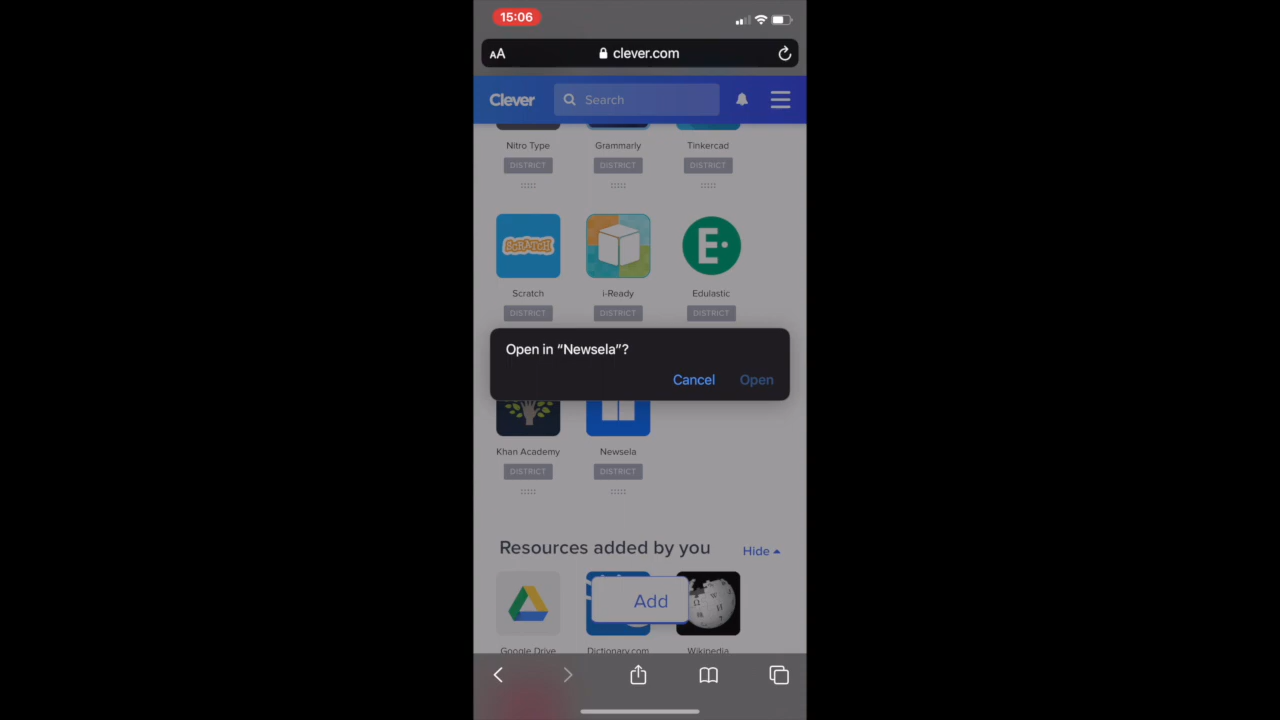 15:06
AA clever.com
Clever Search
Nitro Type Grammarly Tinkercad
DISTRICT DISTRICT DISTRICT
SCRATCH E
Scratch i-Ready Edulastic
DISTRICT DISTRICT DISTRICT
Open in “Newsela”?
Cancel Open
Khan Academy Newsela
DISTRICT DISTRICT
Resources added by you Hide
Add W
Google Drive Dictionary.com Wikipedia